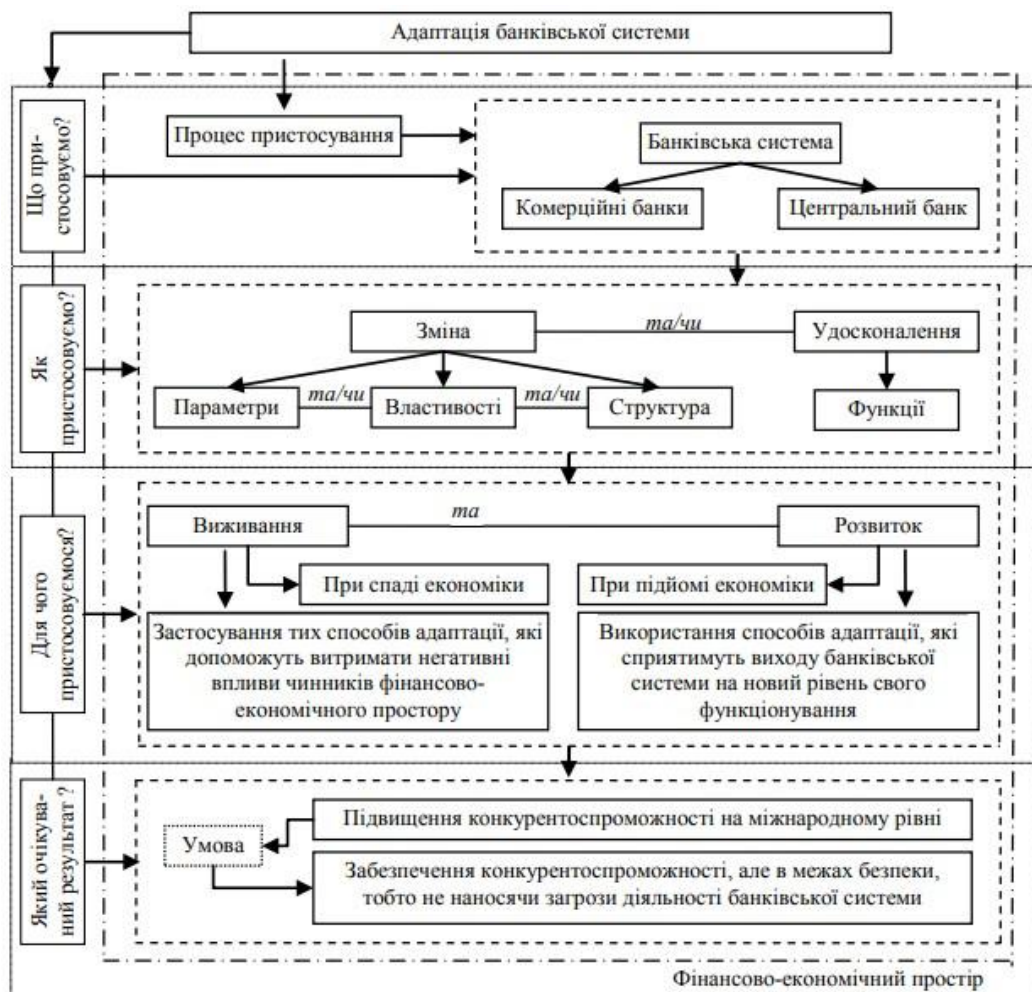 Адаптація банківської системи
Що при-
стосовуємо?
Процес пристосування
Банківська система
Комерційні банки
Центральний банк
Як
пристосовуємо?
Зміна
та/чи
Удосконалення
Параметри
та/чи
Властивості
та/чи
Структура
Функції
Для чого
пристосовуємося?
Виживання
та
Розвиток
При спаді економіки
При підйомі економіки
Застосування тих способів адаптації, які
допоможуть витримати негативні
впливи чинників фінансово-
економічного простору
Використання способів адаптації, які
сприятимуть виходу банківської
системи на новий рівень свого
функціонування
Який очікува-
ний результат ?
Умова
Підвищення конкурентоспроможності на міжнародному рівні
Забезпечення конкурентоспроможності, але в межах безпеки,
тобто не наносячи загрози діяльності банківської системи
Фінансово-економічний простір